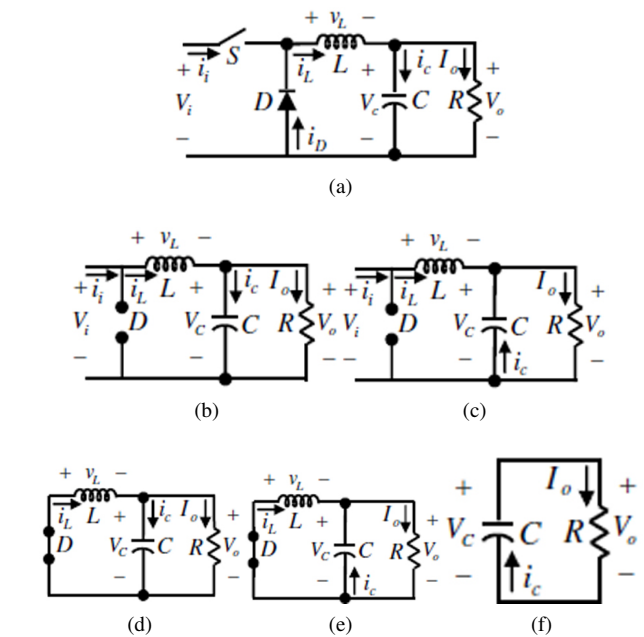 + v_L −
i_i S i_L L + i_c I_o +
+ V_i − D i_D V_c C R V_o −
(a)
+ v_L − + v_L −
+ i_i i_L L + i_c I_o + + i_i i_L L + I_o +
V_i D V_C C R V_o V_i D V_C C R V_o
− − − − − i_c −
(b) (c)
+ v_L − + v_L −
i_L L + i_c I_o + i_L L + I_o + + I_o +
D V_C C R V_o D V_C C R V_o V_C C R V_o
− − − i_c − − i_c −
(d) (e) (f)